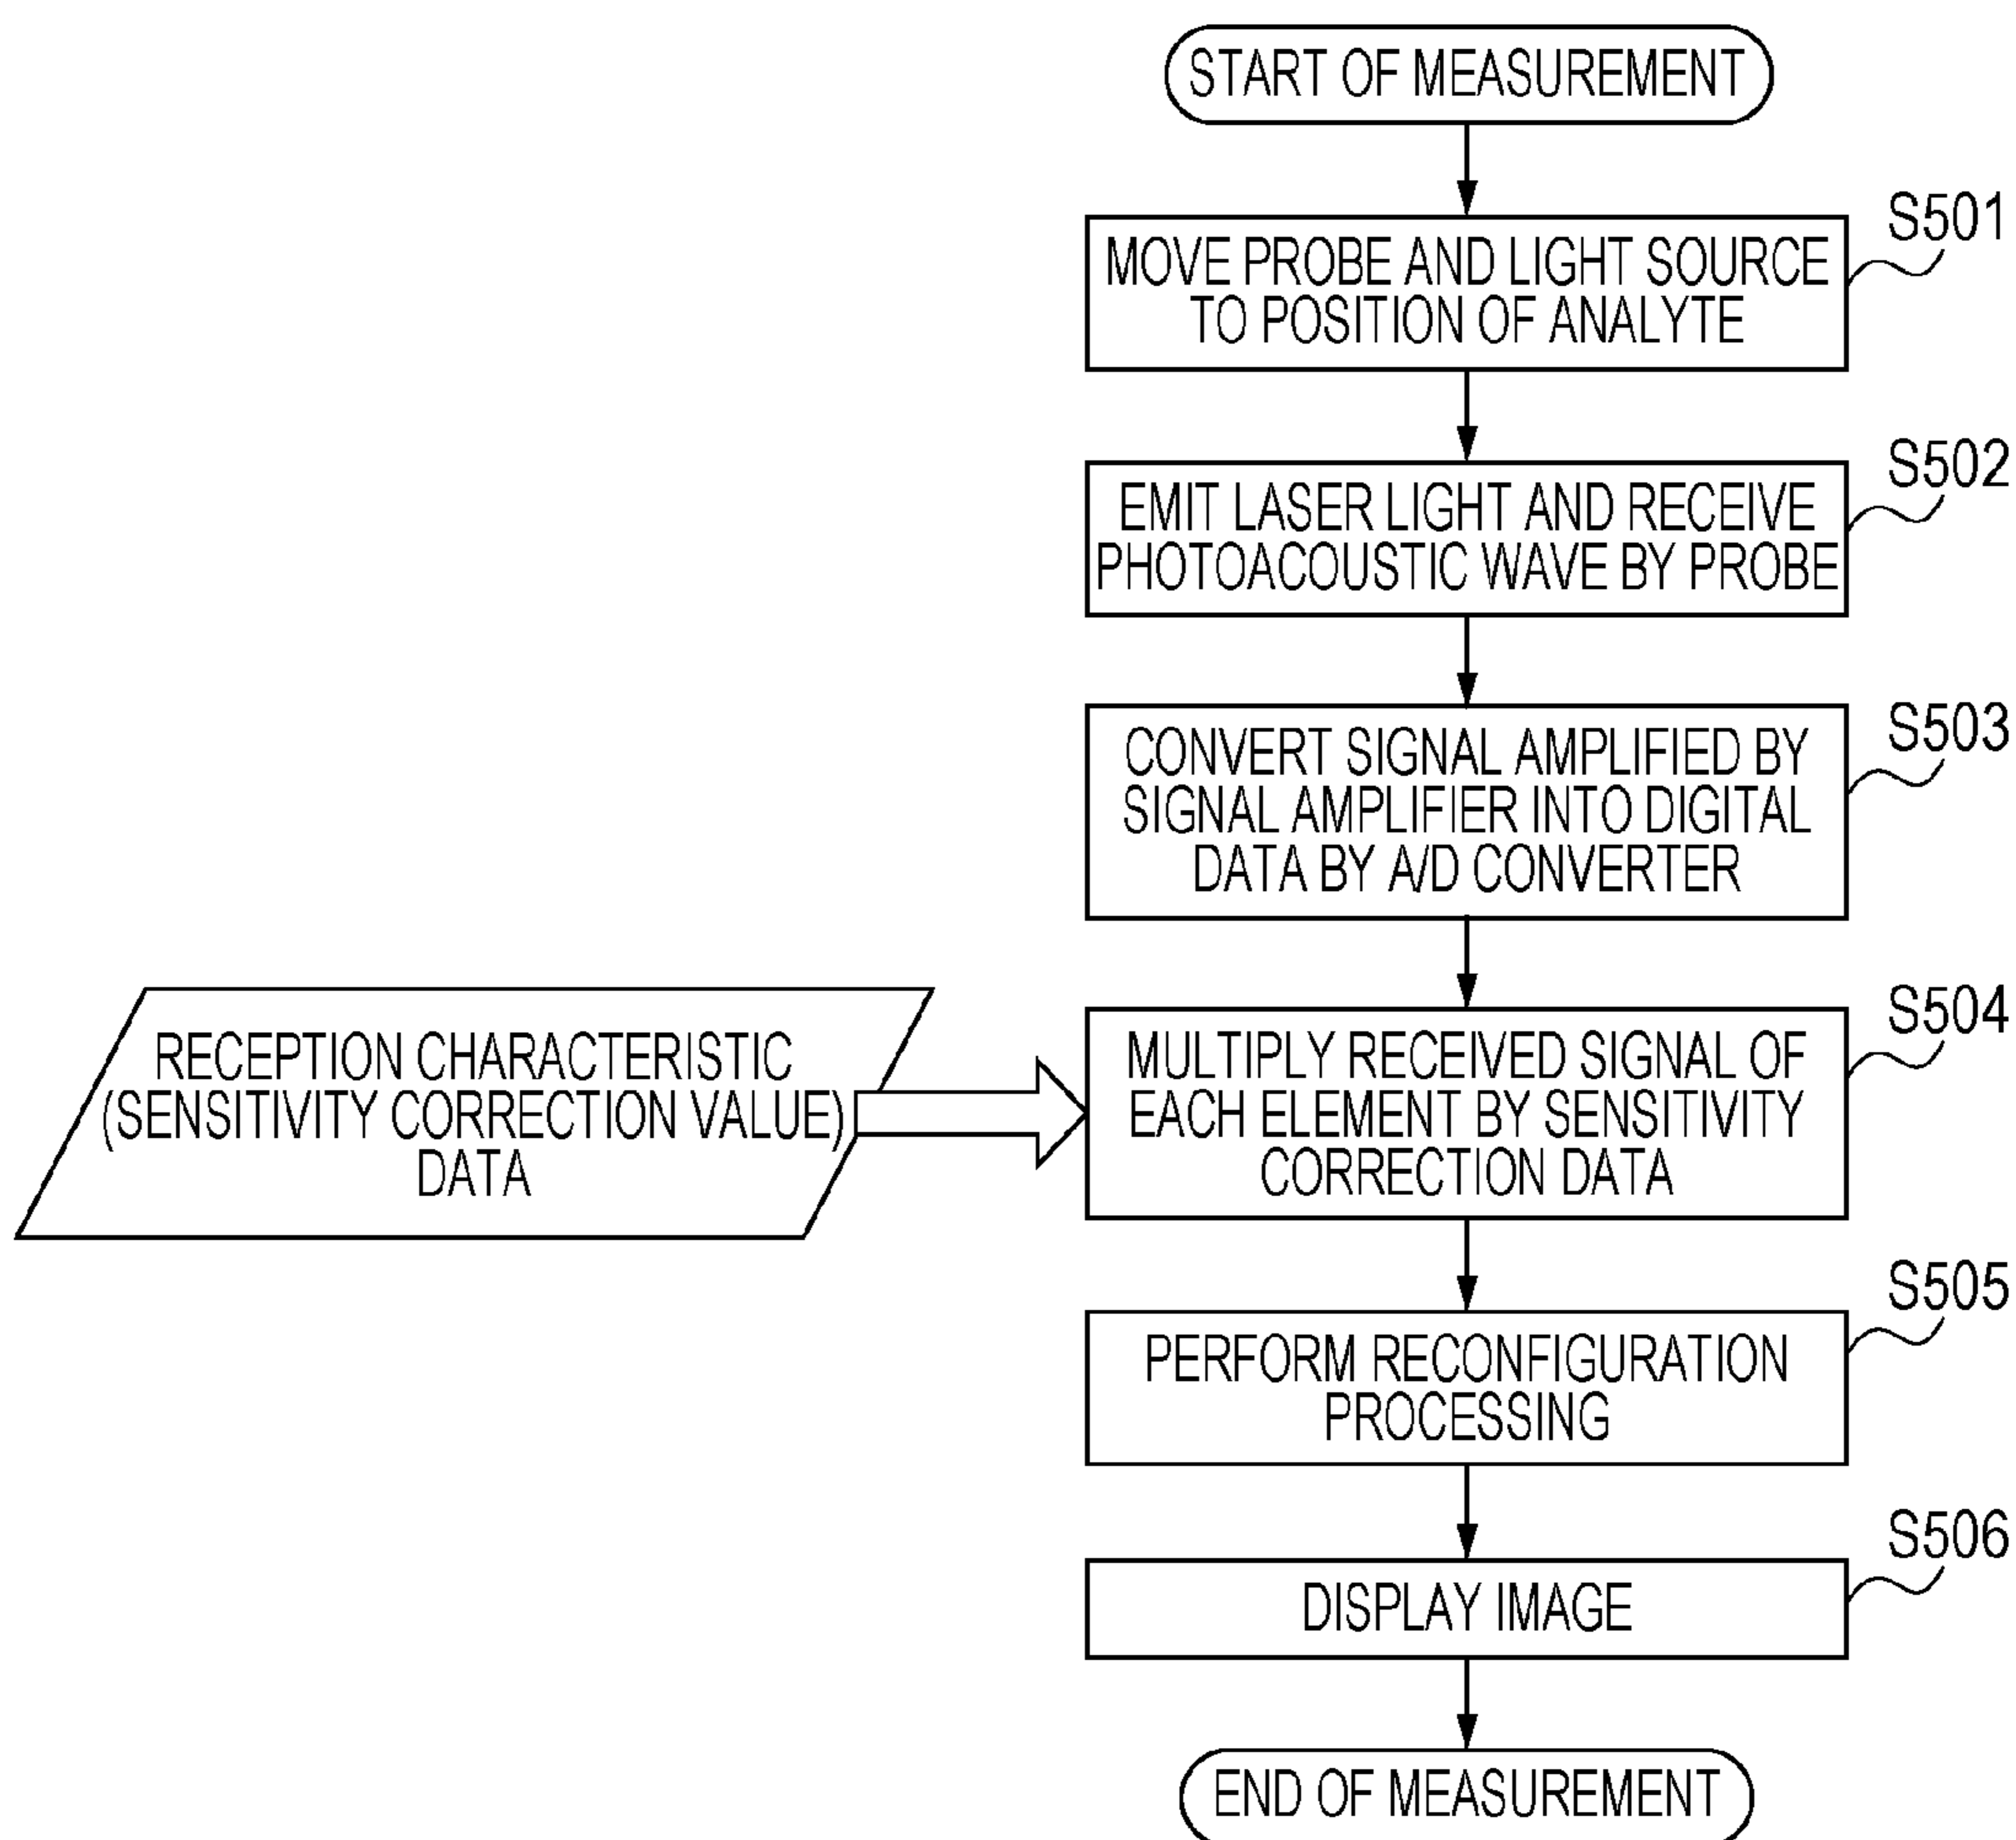 START OF MEASUREMENT
S501
MOVE PROBE AND LIGHT SOURCE
TO POSITION OF ANALYTE
S502
EMIT LASER LIGHT AND RECEIVE
PHOTOACOUSTIC WAVE BY PROBE
S503
CONVERT SIGNAL AMPLIFIED BY
SIGNAL AMPLIFIER INTO DIGITAL
DATA BY A/D CONVERTER
RECEPTION CHARACTERISTIC
(SENSITIVITY CORRECTION VALUE)
DATA
S504
MULTIPLY RECEIVED SIGNAL OF
EACH ELEMENT BY SENSITIVITY
CORRECTION DATA
S505
PERFORM RECONFIGURATION
PROCESSING
S506
DISPLAY IMAGE
END OF MEASUREMENT